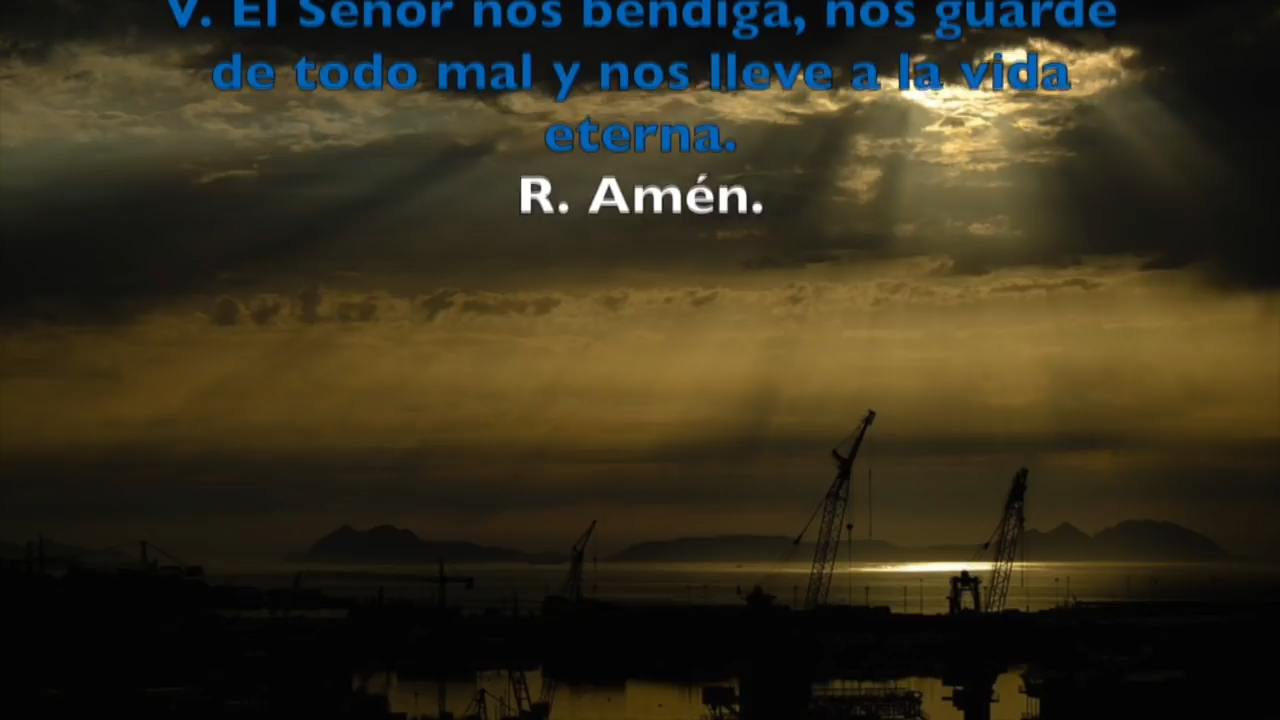 V. El Señor nos bendiga, nos guarde
de todo mal y nos lleve a la vida
eterna.
R. Amén.